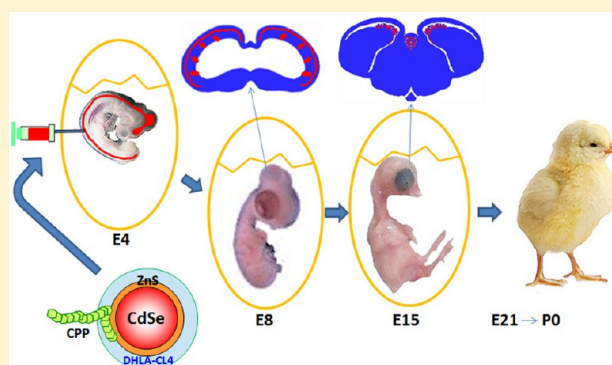 E4
E8
E15
E21 → P0
ZnS
CdSe
CPP
DHLA-CL4